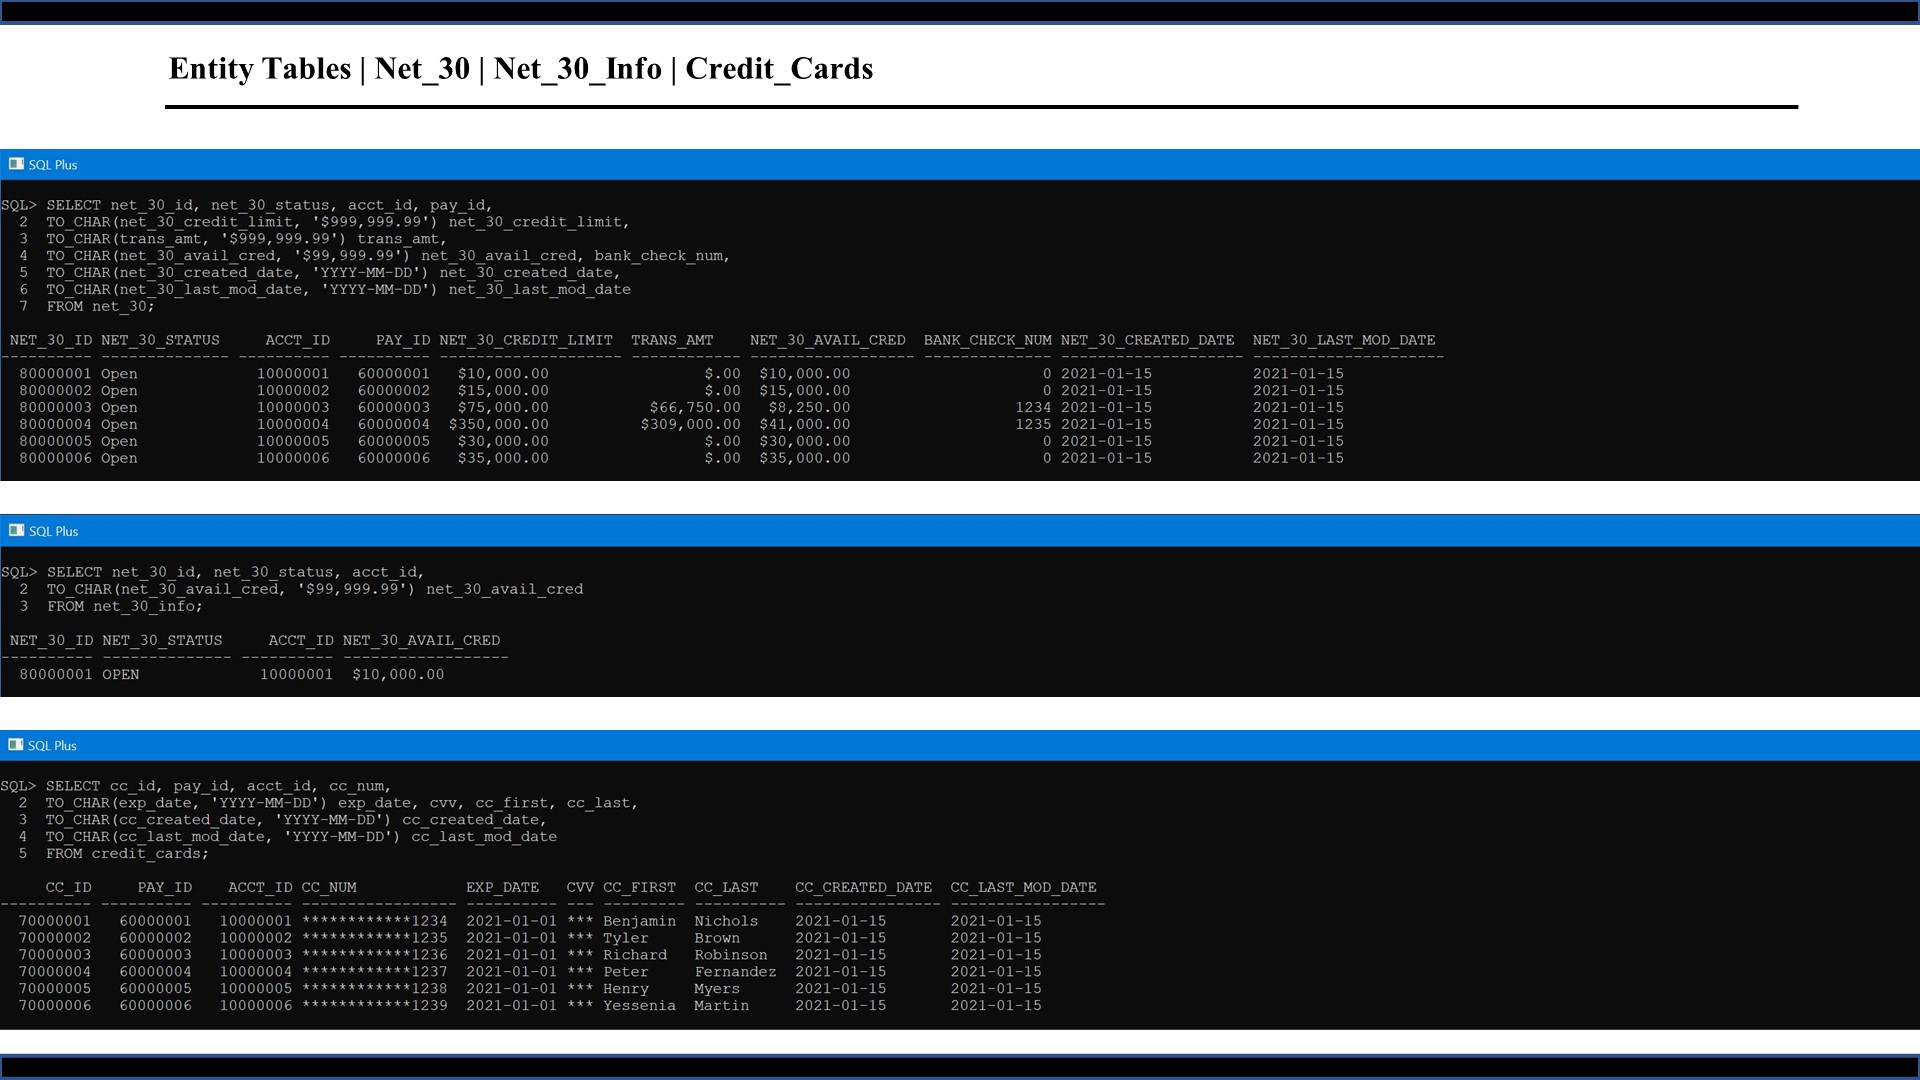 Entity Tables | Net_30 | Net_30_Info | Credit_Cards
SQL Plus
SQL> SELECT net_30_id, net_30_status, acct_id, pay_id,
  2  TO_CHAR(net_30_credit_limit, '$999,999.99') net_30_credit_limit,
  3  TO_CHAR(trans_amt, '$999,999.99') trans_amt,
  4  TO_CHAR(net_30_avail_cred, '$99,999.99') net_30_avail_cred, bank_check_num,
  5  TO_CHAR(net_30_created_date, 'YYYY-MM-DD') net_30_created_date,
  6  TO_CHAR(net_30_last_mod_date, 'YYYY-MM-DD') net_30_last_mod_date
  7  FROM net_30;
NET_30_ID NET_30_STATUS ACCT_ID PAY_ID NET_30_CREDIT_LIMIT TRANS_AMT NET_30_AVAIL_CRED BANK_CHECK_NUM NET_30_CREATED_DATE NET_30_LAST_MOD_DATE
---------- -------------- ---------- ---------- -------------------- ------------ ------------------ -------------- -------------------- ---------------------
80000001 Open 10000001 60000001 $10,000.00 $.00 $10,000.00 0 2021-01-15 2021-01-15
80000002 Open 10000002 60000002 $15,000.00 $.00 $15,000.00 0 2021-01-15 2021-01-15
80000003 Open 10000003 60000003 $75,000.00 $66,750.00 $8,250.00 1234 2021-01-15 2021-01-15
80000004 Open 10000004 60000004 $350,000.00 $309,000.00 $41,000.00 1235 2021-01-15 2021-01-15
80000005 Open 10000005 60000005 $30,000.00 $.00 $30,000.00 0 2021-01-15 2021-01-15
80000006 Open 10000006 60000006 $35,000.00 $.00 $35,000.00 0 2021-01-15 2021-01-15
SQL Plus
SQL> SELECT net_30_id, net_30_status, acct_id,
  2  TO_CHAR(net_30_avail_cred, '$99,999.99') net_30_avail_cred
  3  FROM net_30_info;
NET_30_ID NET_30_STATUS ACCT_ID NET_30_AVAIL_CRED
---------- -------------- ---------- ------------------
80000001 OPEN 10000001 $10,000.00
SQL Plus
SQL> SELECT cc_id, pay_id, acct_id, cc_num,
  2  TO_CHAR(exp_date, 'YYYY-MM-DD') exp_date, cvv, cc_first, cc_last,
  3  TO_CHAR(cc_created_date, 'YYYY-MM-DD') cc_created_date,
  4  TO_CHAR(cc_last_mod_date, 'YYYY-MM-DD') cc_last_mod_date
  5  FROM credit_cards;
CC_ID PAY_ID ACCT_ID CC_NUM EXP_DATE CVV CC_FIRST CC_LAST CC_CREATED_DATE CC_LAST_MOD_DATE
---------- ---------- ---------- ----------------- ---------- --- --------- ---------- ---------------- -----------------
70000001 60000001 10000001 ************1234 2021-01-01 *** Benjamin Nichols 2021-01-15 2021-01-15
70000002 60000002 10000002 ************1235 2021-01-01 *** Tyler Brown 2021-01-15 2021-01-15
70000003 60000003 10000003 ************1236 2021-01-01 *** Richard Robinson 2021-01-15 2021-01-15
70000004 60000004 10000004 ************1237 2021-01-01 *** Peter Fernandez 2021-01-15 2021-01-15
70000005 60000005 10000005 ************1238 2021-01-01 *** Henry Myers 2021-01-15 2021-01-15
70000006 60000006 10000006 ************1239 2021-01-01 *** Yessenia Martin 2021-01-15 2021-01-15